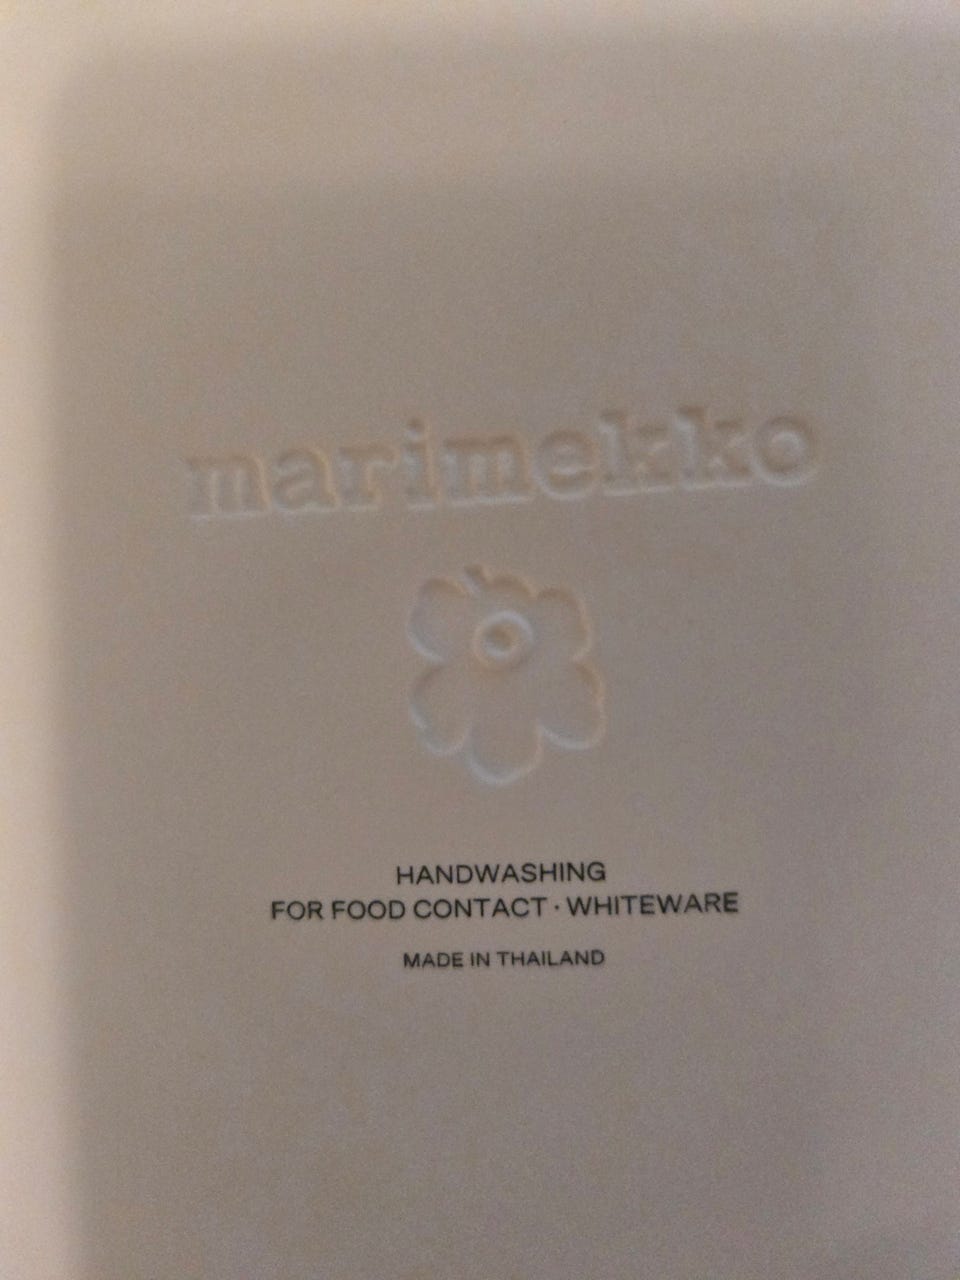 marimekko
HANDWASHING
FOR FOOD CONTACT · WHITEWARE
MADE IN THAILAND